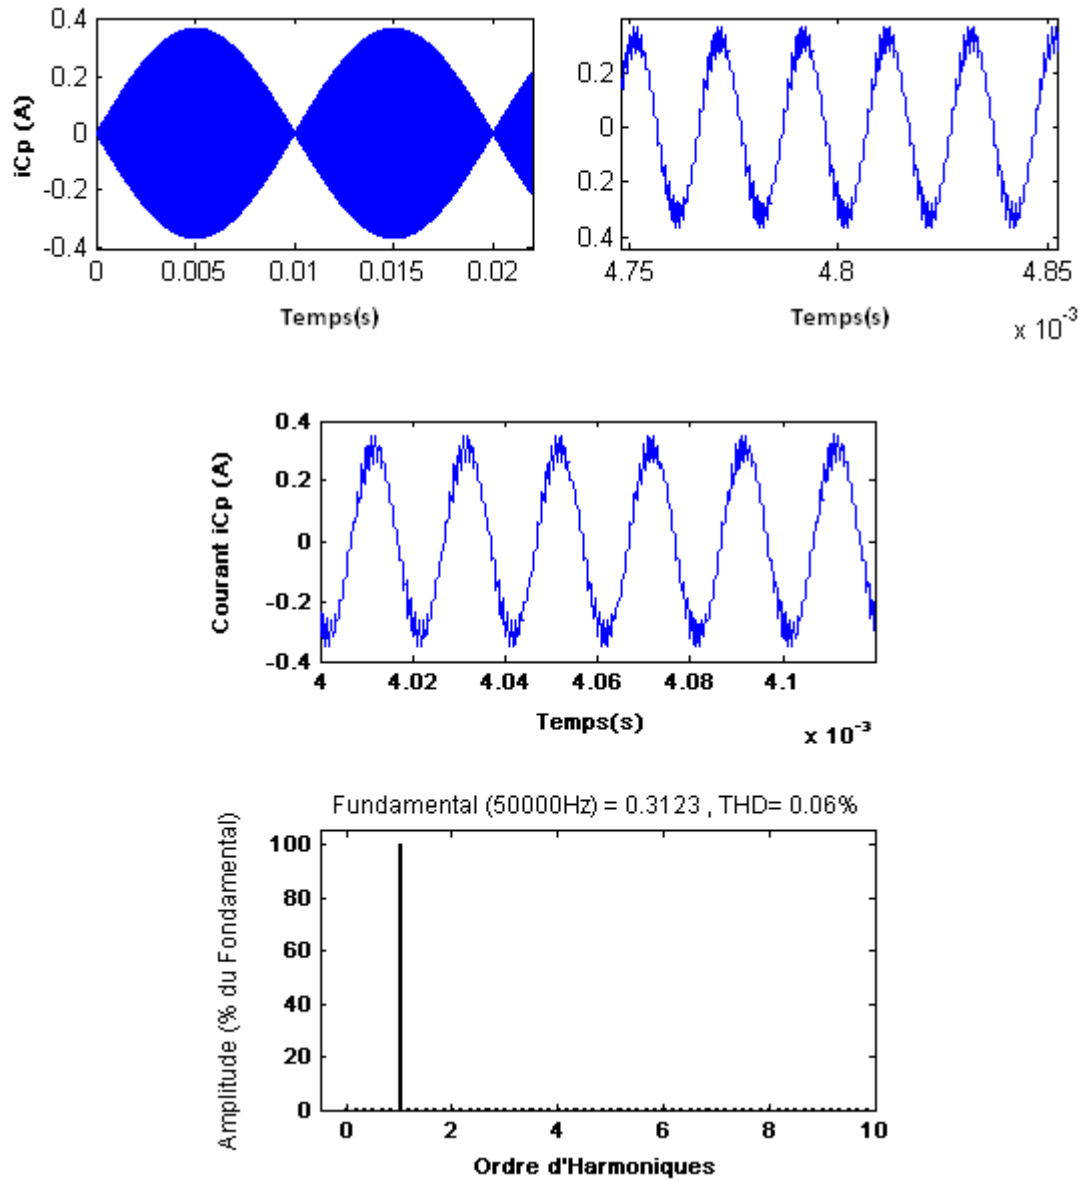 0.4
0.2
0
-0.2
-0.4
iCp (A)
0 0.005 0.01 0.015 0.02
Temps(s)
0.2
0
0.2
0.4
4.75 4.8 4.85
Temps(s)
x 10-3
0.4
0.2
0
-0.2
-0.4
Courant iCp (A)
4 4.02 4.04 4.06 4.08 4.1
Temps(s)
x 10-3
Fundamental (50000Hz) = 0.3123 , THD= 0.06%
100
80
60
40
20
0
Amplitude (% du Fondamental)
0 2 4 6 8 10
Ordre d'Harmoniques